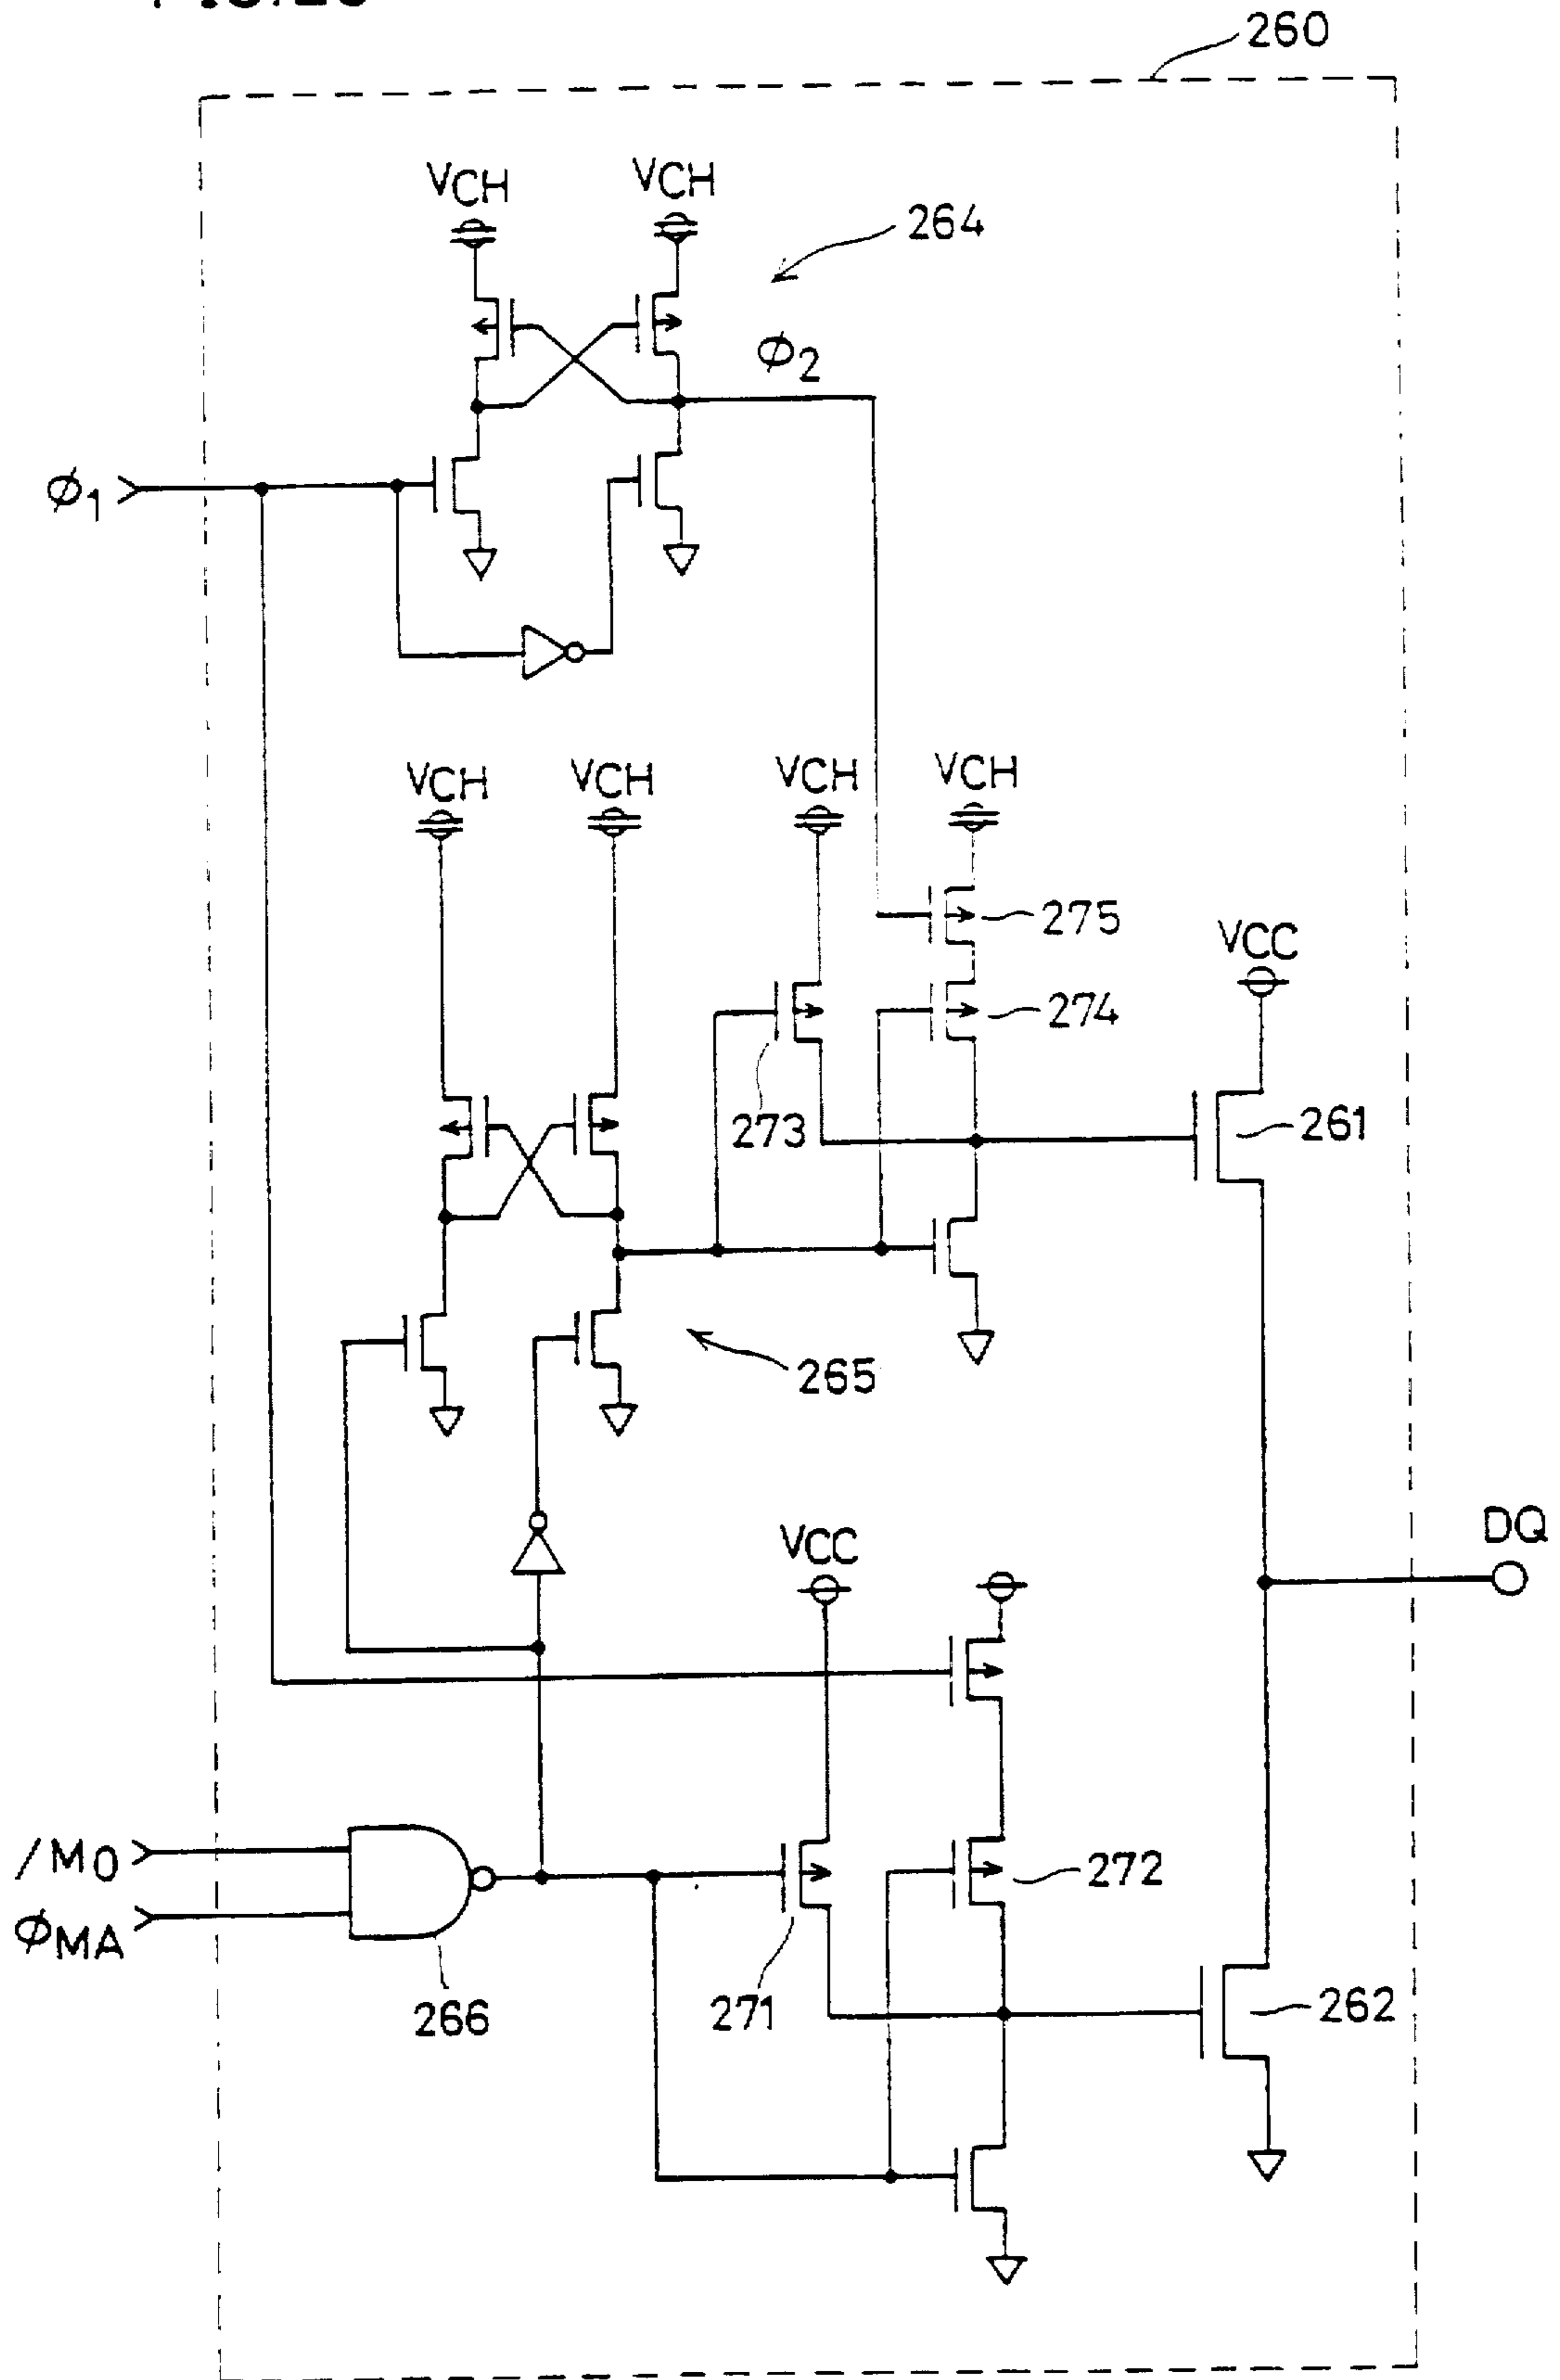 260
VCH VCH
264
ϕ2
ϕ1
VCH VCH VCH VCH
275
VCC
274
273
261
265
DQ
VCC
/M0
272
ϕMA
266
271
262